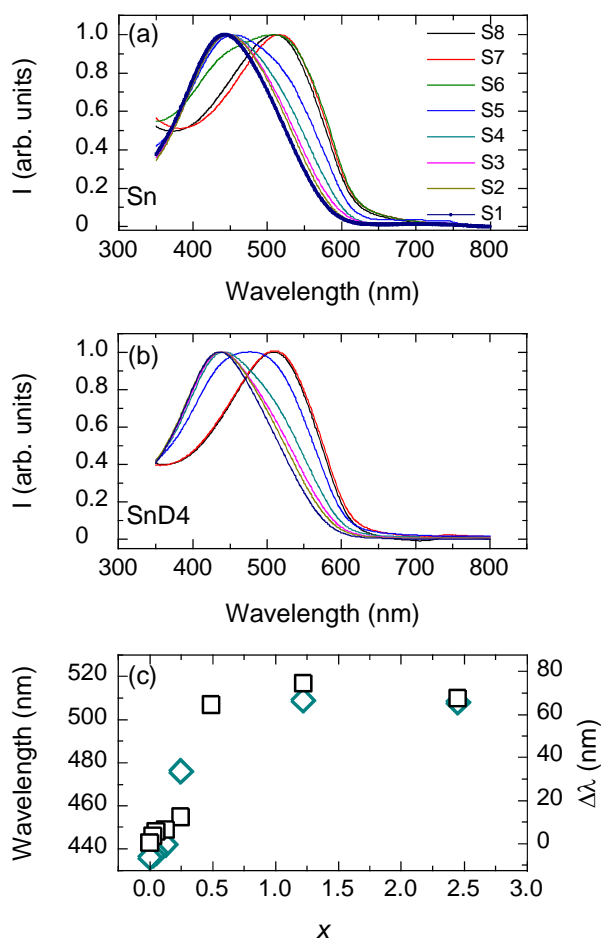 (a)
1.0
0.8
0.6
0.4
0.2
0
I (arb. units)
Sn
S8
S7
S6
S5
S4
S3
S2
S1
300 400 500 600 700 800
Wavelength (nm)
(b)
1.0
0.8
0.6
0.4
0.2
0
I (arb. units)
SnD4
300 400 500 600 700 800
Wavelength (nm)
(c)
520
500
480
460
440
Wavelength (nm)
80
60
40
20
0
Δλ (nm)
0.0 0.5 1.0 1.5 2.0 2.5 3.0
x